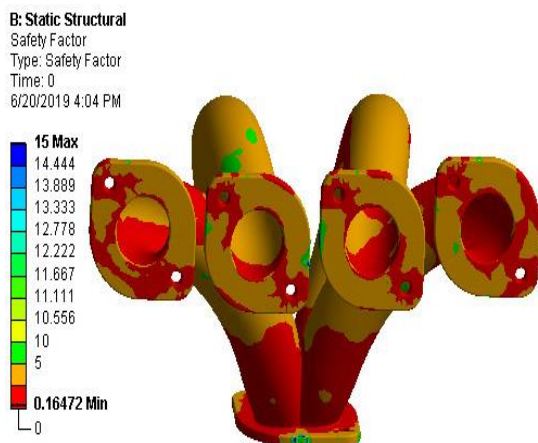 B: Static Structural
Safety Factor
Type: Safety Factor
Time: 0
6/20/2019 4:04 PM
15 Max
14.444
13.889
13.333
12.778
12.222
11.667
11.111
10.556
10
5
0.16472 Min
0